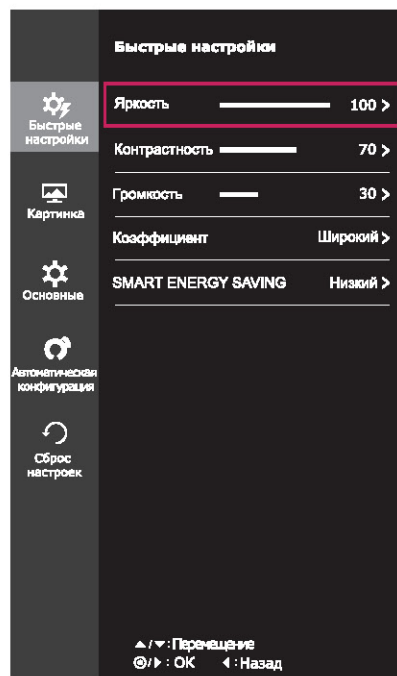 Быстрые настройки
Быстрые
настройки
Картинка
Основные
Автоматическая
конфигурация
Сброс
настроек
Яркость 100 >
Контрастность 70 >
Громкость 30 >
Коэффициент Широкий >
SMART ENERGY SAVING Низкий >
▲/▼: Перемещение
◎/▶ : OK ◀ : Назад